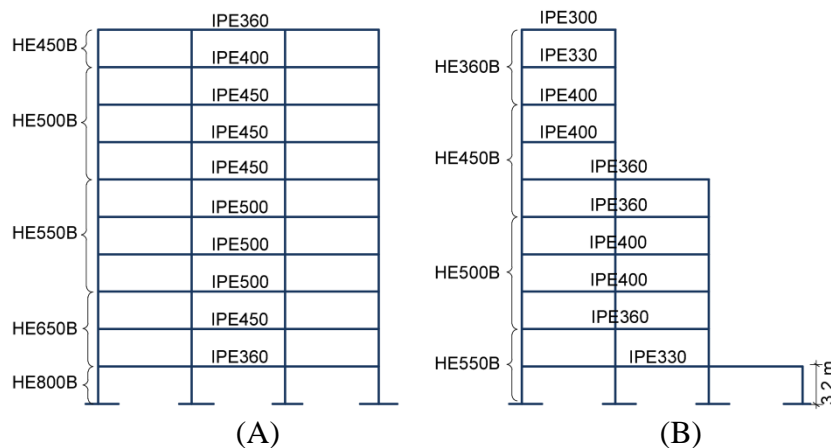 IPE360
HE450B
IPE400
IPE450
HE500B
IPE450
IPE450
IPE500
HE550B
IPE500
IPE500
HE650B
IPE450
IPE360
HE800B
(A)
IPE300
HE360B
IPE330
IPE400
IPE400
HE450B
IPE360
IPE360
IPE400
HE500B
IPE400
IPE360
HE550B
IPE330
3.2 m
(B)